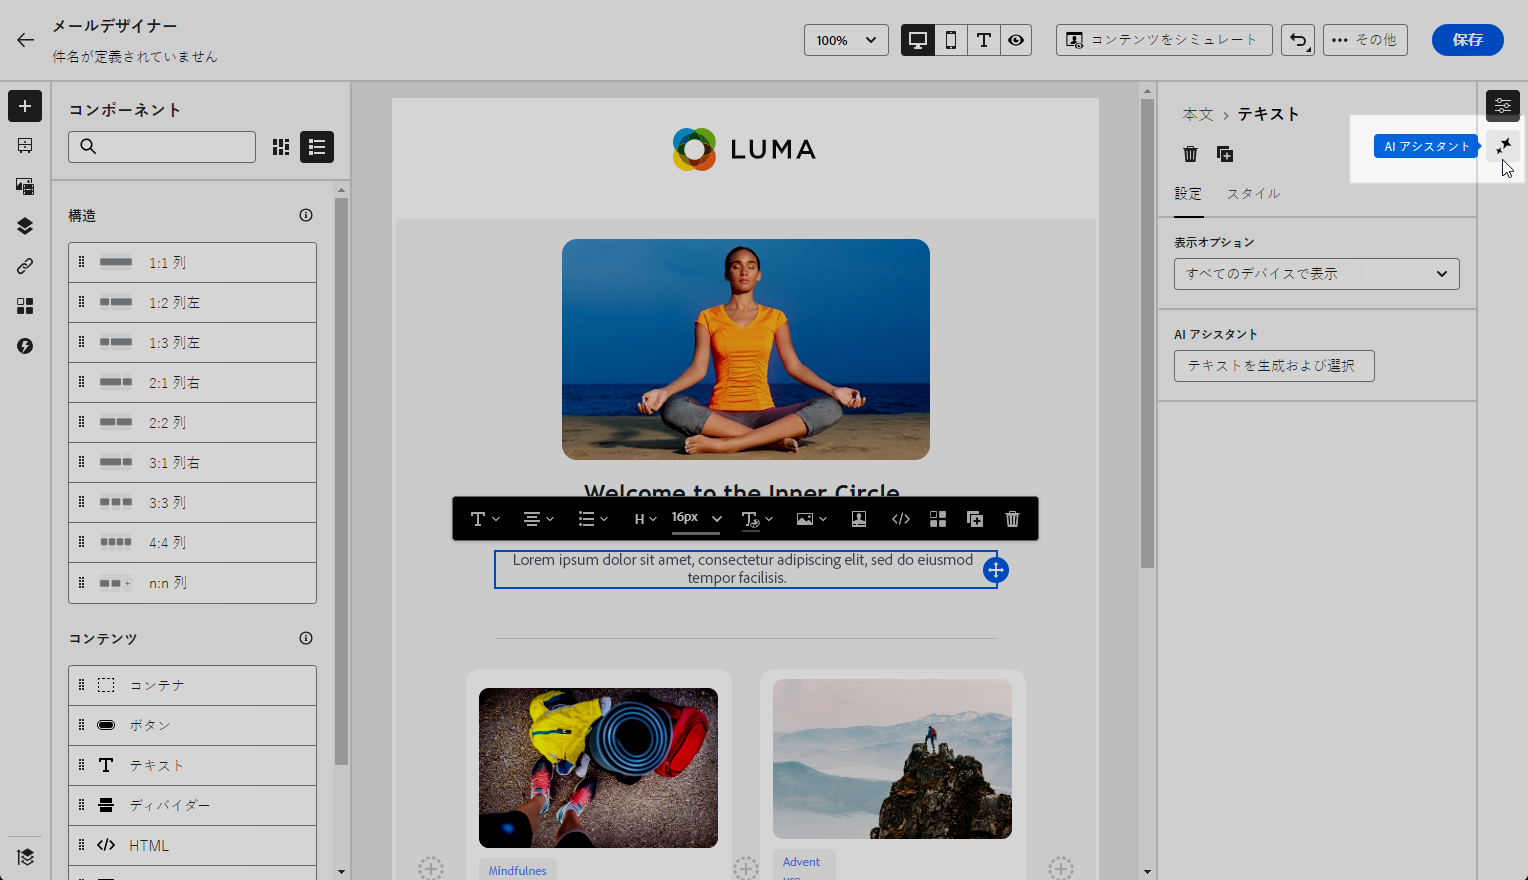 メールデザイナー
件名が定義されていません
100%
コンテンツをシミュレート
その他
保存
コンポーネント
構造
1:1 列
1:2 列左
1:3 列左
2:1 列右
2:2 列
3:1 列右
3:3 列
4:4 列
n:n 列
コンテンツ
コンテナ
ボタン
テキスト
ディバイダー
HTML
LUMA
Welcome to the Inner Circle
H
16px
Lorem ipsum dolor sit amet, consectetur adipiscing elit, sed do eiusmod
tempor facilisis.
Mindfulnes
Advent
ure
本文 › テキスト
AI アシスタント
設定
スタイル
表示オプション
すべてのデバイスで表示
AI アシスタント
テキストを生成および選択